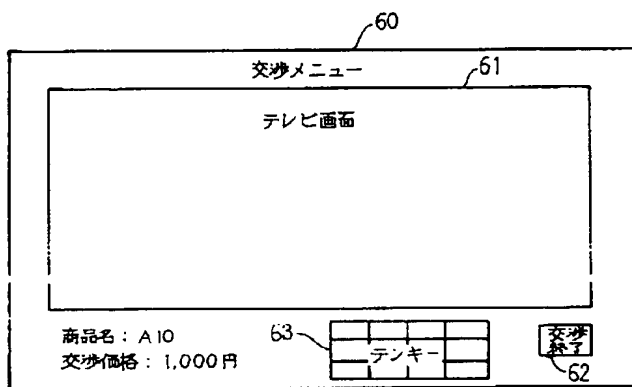 60
交渉メニュー
61
テレビ画面
商品名：A10
交渉価格：1,000円
63
テンキー
交渉
終了
62